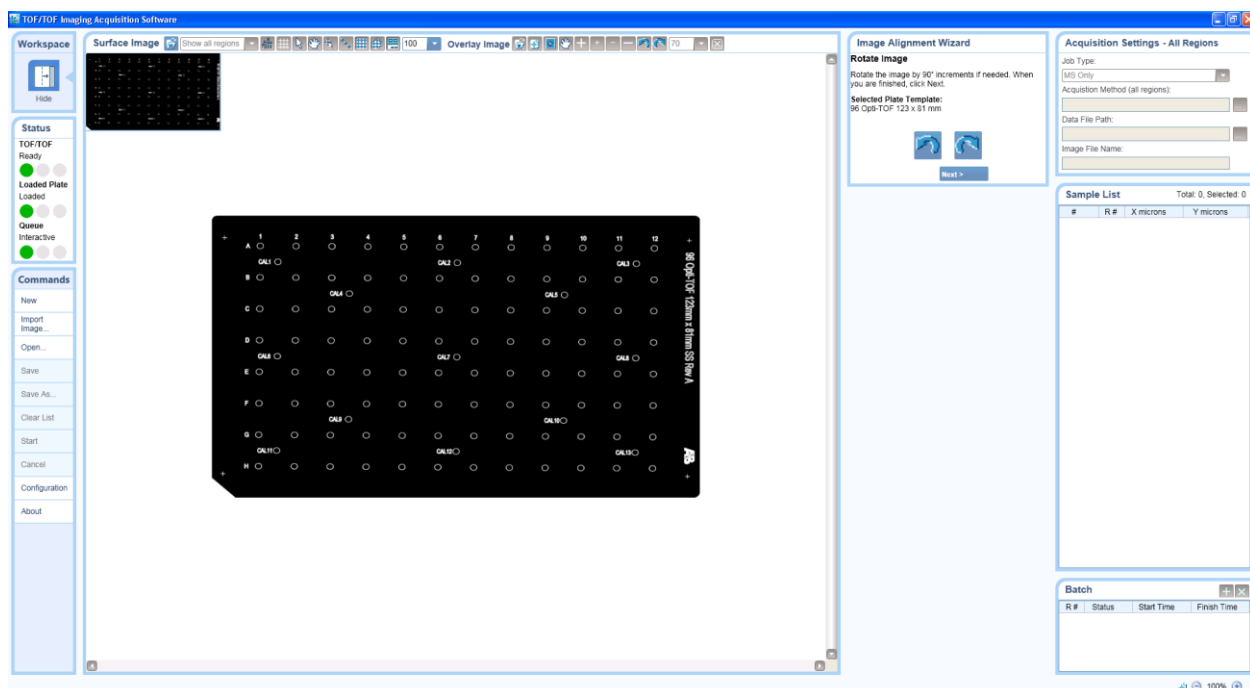 TOF/TOF Imaging Acquisition Software
Workspace
Hide
Status
TOF/TOF
Ready
Loaded Plate
Loaded
Queue
Interactive
Commands
New
Import
Image...
Open...
Save
Save As...
Clear List
Start
Cancel
Configuration
About
Surface Image Show all regions 100 Overlay Image 70
1 2 3 4 5 6 7 8 9 10 11 12
A
CAL1 CAL2 CAL3
B
CAL4 CAL5
C
D
CAL6 CAL7 CAL8
E
F
CAL9 CAL10
G
CAL11 CAL12 CAL13
H
96 Opti-TOF 123mm x 81mm SS Rev A
AB
Image Alignment Wizard
Rotate Image
Rotate the image by 90° increments if needed. When
you are finished, click Next.
Selected Plate Template:
96 Opti-TOF 123 x 81 mm
Next >
Acquisition Settings - All Regions
Job Type:
MS Only
Acquistion Method (all regions):
Data File Path:
Image File Name:
Sample List Total: 0, Selected: 0
# R # X microns Y microns
Batch
R # Status Start Time Finish Time
100%